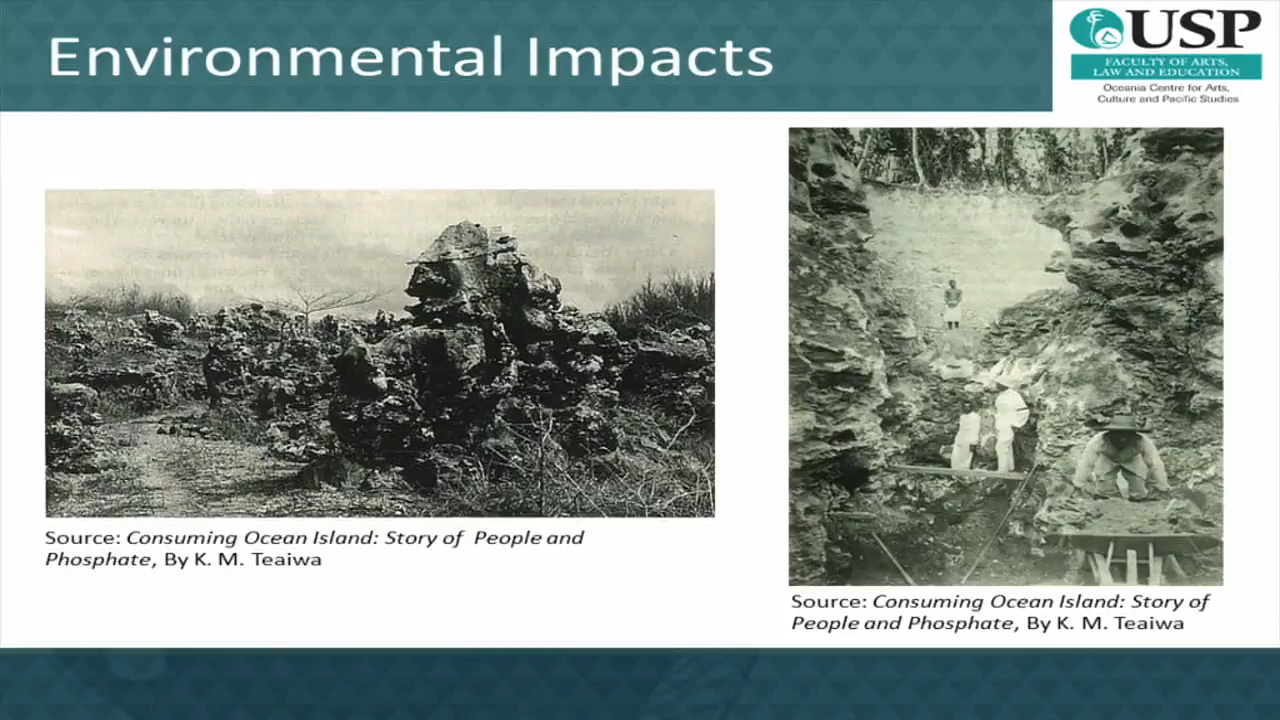 Environmental Impacts
USP
FACULTY OF ARTS,
LAW AND EDUCATION
Oceania Centre for Arts,
Culture and Pacific Studies
Source: Consuming Ocean Island: Story of People and
Phosphate, By K. M. Teaiwa
Source: Consuming Ocean Island: Story of
People and Phosphate, By K. M. Teaiwa